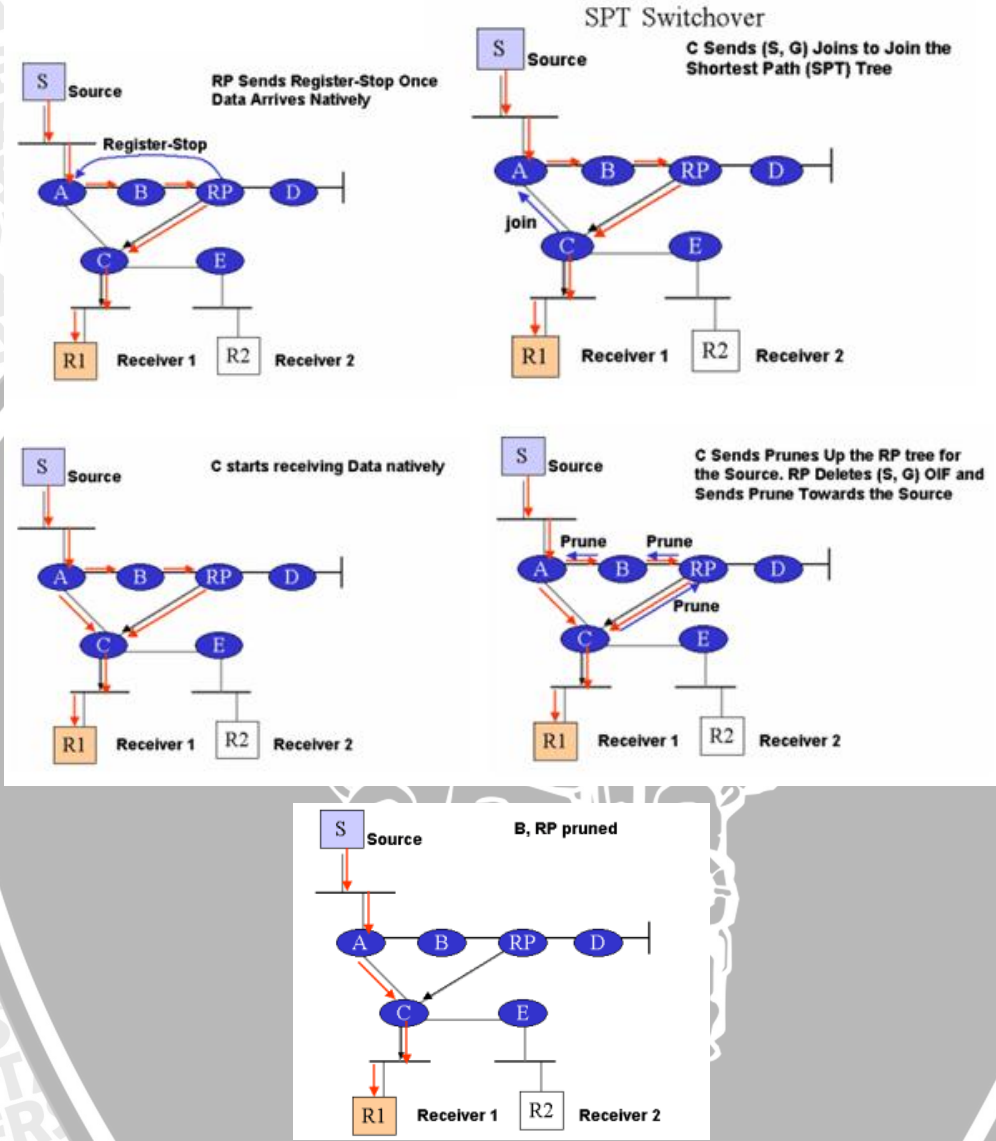 SPT Switchover
S
Source
RP Sends Register-Stop Once
Data Arrives Natively
Register-Stop
A
B
RP
D
C
E
R1
Receiver 1
R2
Receiver 2
S
Source
C Sends (S, G) Joins to Join the
Shortest Path (SPT) Tree
A
B
RP
D
join
C
E
R1
Receiver 1
R2
Receiver 2
S
Source
C starts receiving Data natively
A
B
RP
D
C
E
R1
Receiver 1
R2
Receiver 2
S
Source
C Sends Prunes Up the RP tree for
the Source. RP Deletes (S, G) OIF and
Sends Prune Towards the Source
Prune
Prune
A
B
RP
D
Prune
C
E
R1
Receiver 1
R2
Receiver 2
S
Source
B, RP pruned
A
B
RP
D
C
E
R1
Receiver 1
R2
Receiver 2